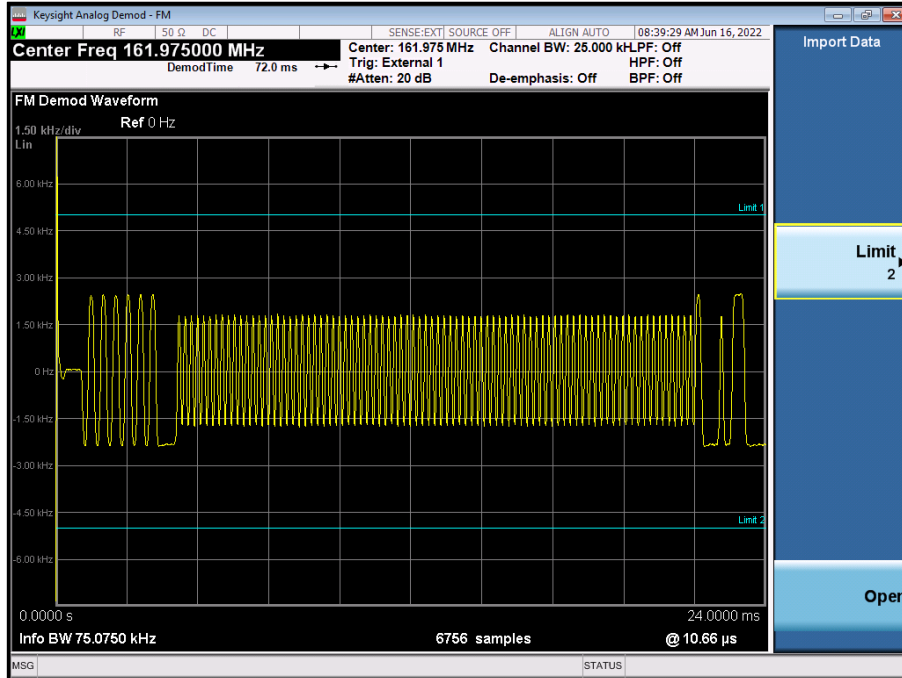 Keysight Analog Demod - FM
LXI RF 50 Ω DC SENSE:EXT SOURCE OFF ALIGN AUTO 08:39:29 AM Jun 16, 2022
Center Freq 161.975000 MHz
DemodTime 72.0 ms
Center: 161.975 MHz Channel BW: 25.000 kHLPF: Off
Trig: External 1 HPF: Off
#Atten: 20 dB De-emphasis: Off BPF: Off
Import Data
FM Demod Waveform
1.50 kHz/div Ref 0 Hz
Lin
6.00 kHz
Limit 1
4.50 kHz
Limit
2
3.00 kHz
1.50 kHz
0 Hz
-1.50 kHz
-3.00 kHz
-4.50 kHz
Limit 2
-6.00 kHz
Open
0.0000 s 24.0000 ms
Info BW 75.0750 kHz 6756 samples @ 10.66 µs
MSG STATUS